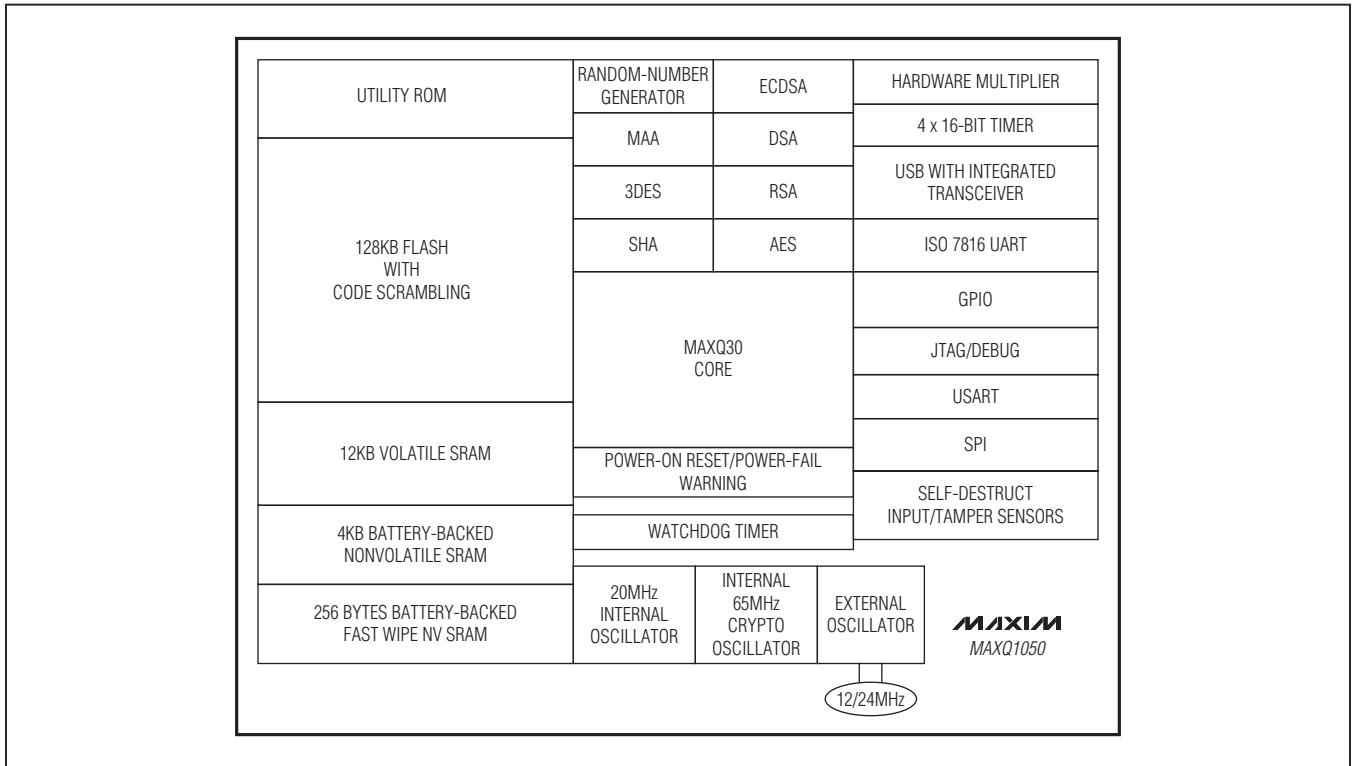 UTILITY ROM
128KB FLASH
WITH
CODE SCRAMBLING
12KB VOLATILE SRAM
4KB BATTERY-BACKED
NONVOLATILE SRAM
256 BYTES BATTERY-BACKED
FAST WIPE NV SRAM
RANDOM-NUMBER
GENERATOR
ECDSA
MAA
DSA
3DES
RSA
SHA
AES
MAXQ30
CORE
POWER-ON RESET/POWER-FAIL
WARNING
WATCHDOG TIMER
20MHz
INTERNAL
OSCILLATOR
INTERNAL
65MHz
CRYPTO
OSCILLATOR
EXTERNAL
OSCILLATOR
12/24MHz
HARDWARE MULTIPLIER
4 x 16-BIT TIMER
USB WITH INTEGRATED
TRANSCEIVER
ISO 7816 UART
GPIO
JTAG/DEBUG
USART
SPI
SELF-DESTRUCT
INPUT/TAMPER SENSORS
MAXIM
MAXQ1050